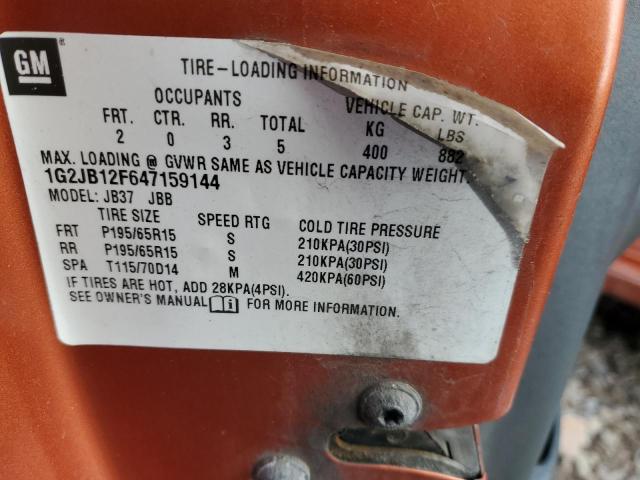 GM ®
TIRE-LOADING INFORMATION
OCCUPANTS VEHICLE CAP. WT.
FRT. CTR. RR. TOTAL KG LBS
2 0 3 5 400 882
MAX. LOADING @ GVWR SAME AS VEHICLE CAPACITY WEIGHT.
1G2JB12F647159144
MODEL: JB37 JBB
TIRE SIZE SPEED RTG COLD TIRE PRESSURE
FRT P195/65R15 S 210KPA(30PSI)
RR P195/65R15 S 210KPA(30PSI)
SPA T115/70D14 M 420KPA(60PSI)
IF TIRES ARE HOT, ADD 28KPA(4PSI).
SEE OWNER'S MANUAL i FOR MORE INFORMATION.